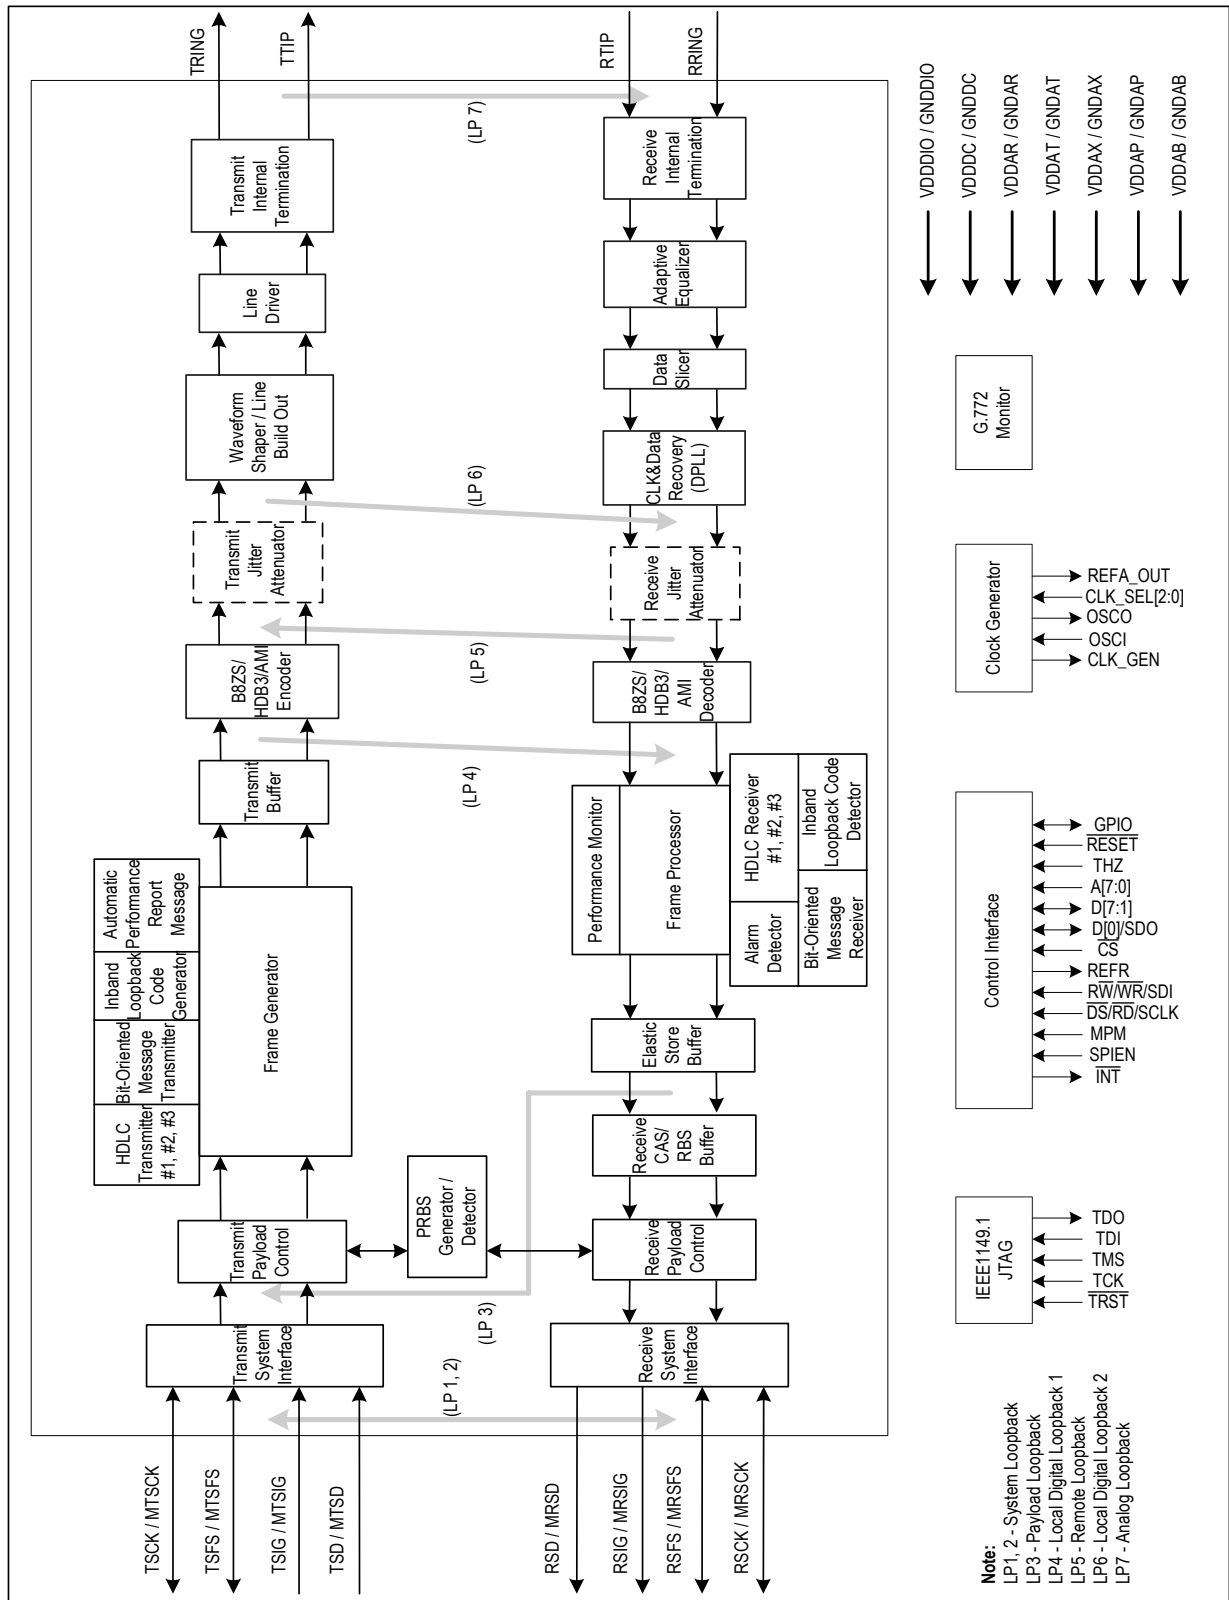 TRING
TTIP
RTIP
RRING
(LP 7)
Transmit
Internal
Termination
Receive
Internal
Termination
Line
Driver
Adaptive
Equalizer
Waveform
Shaper / Line
Build Out
Data
Slicer
CLK&Data
Recovery
(DPLL)
(LP 6)
Transmit
Jitter
Attenuator
Receive
Jitter
Attenuator
(LP 5)
B8ZS/
HDB3/AMI
Encoder
B8ZS/
HDB3/
AMI
Decoder
(LP 4)
Transmit
Buffer
Automatic
Performance
Report
Message
Inband
Loopback
Code
Generator
Bit-Oriented
Message
Transmitter
HDLC
Transmitter
#1, #2, #3
Frame Generator
Performance Monitor
Frame Processor
HDLC Receiver
#1, #2, #3
Inband
Loopback Code
Detector
Alarm
Detector
Bit-Oriented
Message
Receiver
Elastic
Store
Buffer
Receive
CAS/
RBS
Buffer
PRBS
Generator /
Detector
Transmit
Payload
Control
Receive
Payload
Control
(LP 3)
Transmit
System
Interface
Receive
System
Interface
(LP 1, 2)
TSCK / MTSCK
TSFS / MTSFS
TSIG / MTSIG
TSD / MTSD
RSD / MRSD
RSIG / MRSIG
RSFS / MRSFS
RSCK / MRSCK
VDDDIO / GNDDIO
VDDDC / GNDDC
VDDAR / GNDAR
VDDAT / GNDAT
VDDAX / GNDAX
VDDAP / GNDAP
VDDAB / GNDAB
G.772
Monitor
Clock Generator
REFA_OUT
CLK_SEL[2:0]
OSCO
OSCI
CLK_GEN
Control Interface
GPIO
RESET
THZ
A[7:0]
D[7:1]
D[0]/SDO
CS
REFR
RW/WR/SDI
DS/RD/SCLK
MPM
SPIEN
INT
IEEE1149.1
JTAG
TDO
TDI
TMS
TCK
TRST
Note:
LP1, 2 - System Loopback
LP3 - Payload Loopback
LP4 - Local Digital Loopback 1
LP5 - Remote Loopback
LP6 - Local Digital Loopback 2
LP7 - Analog Loopback